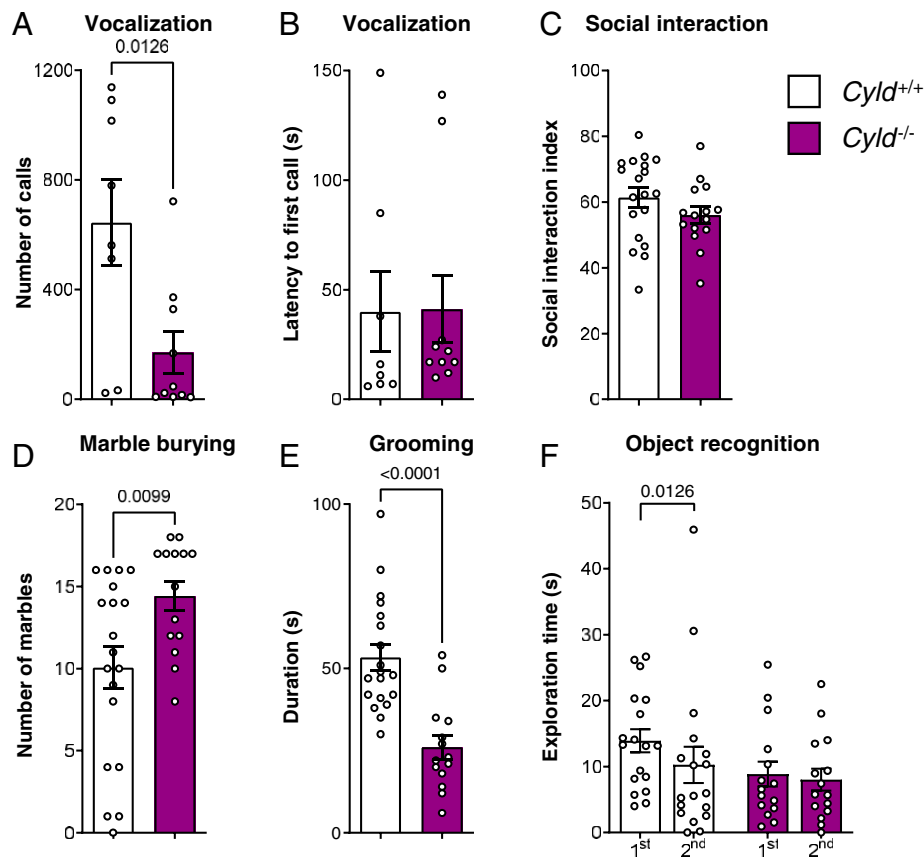 A Vocalization
0.0126
Number of calls
1200
800
400
0
B Vocalization
Latency to first call (s)
150
100
50
0
C Social interaction
Social interaction index
100
80
60
40
20
0
Cyld+/+
Cyld-/-
D Marble burying
0.0099
Number of marbles
20
15
10
5
0
E Grooming
<0.0001
Duration (s)
100
50
0
F Object recognition
0.0126
Exploration time (s)
50
40
30
20
10
0
1st 2nd 1st 2nd